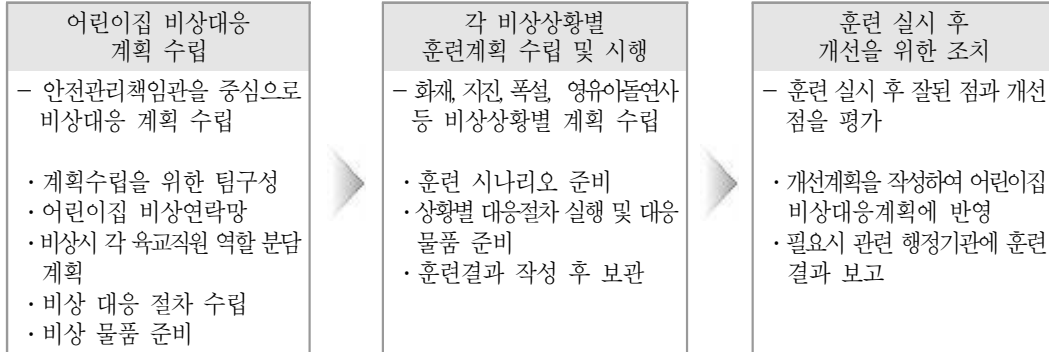 어린이집 비상대응
계획 수립
- 안전관리책임관을 중심으로
비상대응 계획 수립
· 계획수립을 위한 팀구성
· 어린이집 비상연락망
· 비상시 각 육교직원 역할 분담
계획
· 비상 대응 절차 수립
· 비상 물품 준비
각 비상상황별
훈련계획 수립 및 시행
- 화재, 지진, 폭설, 영유아돌연사
등 비상상황별 계획 수립
· 훈련 시나리오 준비
· 상황별 대응절차 실행 및 대응
물품 준비
· 훈련결과 작성 후 보관
훈련 실시 후
개선을 위한 조치
- 훈련 실시 후 잘된 점과 개선
점을 평가
· 개선계획을 작성하여 어린이집
비상대응계획에 반영
· 필요시 관련 행정기관에 훈련
결과 보고